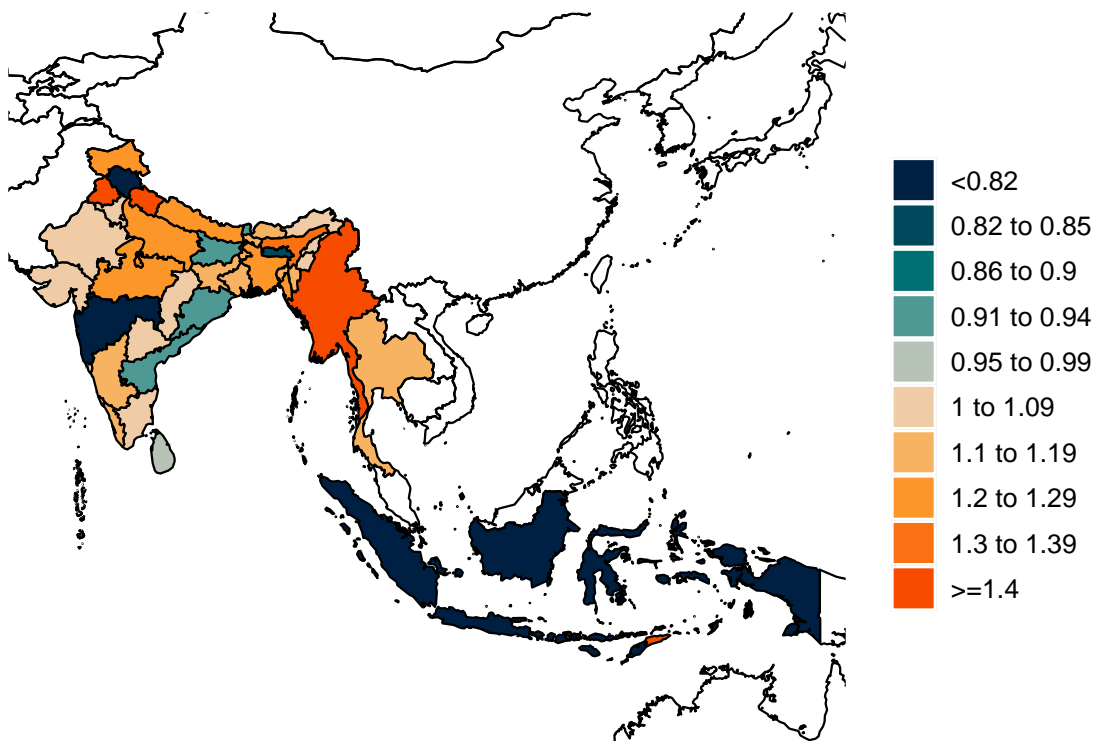 <0.82
0.82 to 0.85
0.86 to 0.9
0.91 to 0.94
0.95 to 0.99
1 to 1.09
1.1 to 1.19
1.2 to 1.29
1.3 to 1.39
>=1.4